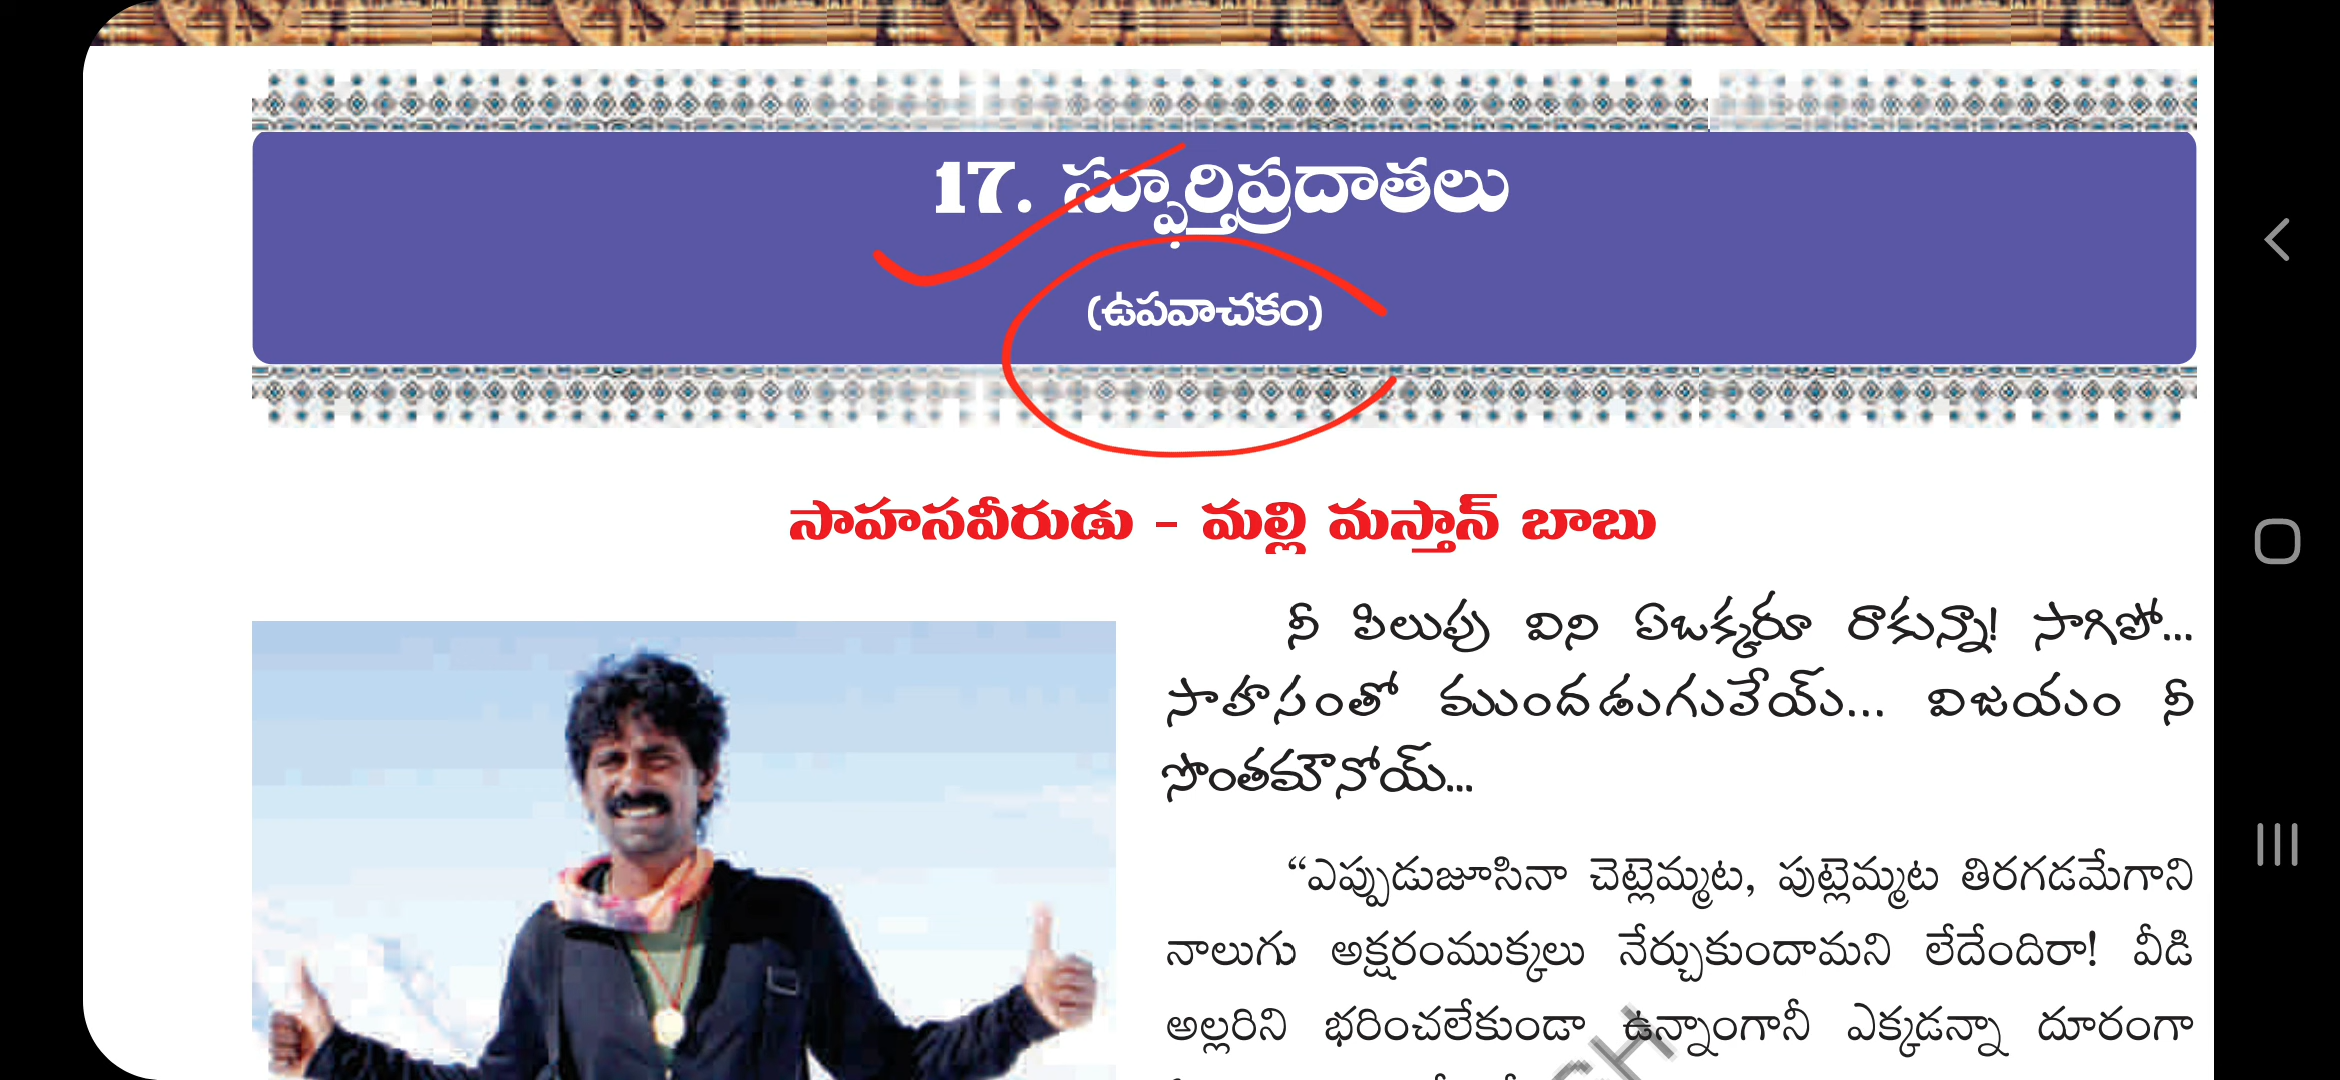 17. స్ఫూర్తిప్రదాతలు
(ఉపవాచకం)
సాహసవీరుడు - మల్లి మస్తాన్ బాబు
నీ పిలుపు విని ఏఒక్కరూ రాకున్నా! సాగిపో...
సాహసంతో ముందడుగువేయ్... విజయం నీ
సొంతమౌనోయ్...
“ఎప్పుడుజూసినా చెట్లెమ్మట, పుట్లెమ్మట తిరగడమేగాని
నాలుగు అక్షరంముక్కలు నేర్చుకుందామని లేదేందిరా! వీడి
అల్లరిని భరించలేకుండా ఉన్నాంగానీ ఎక్కడన్నా దూరంగా